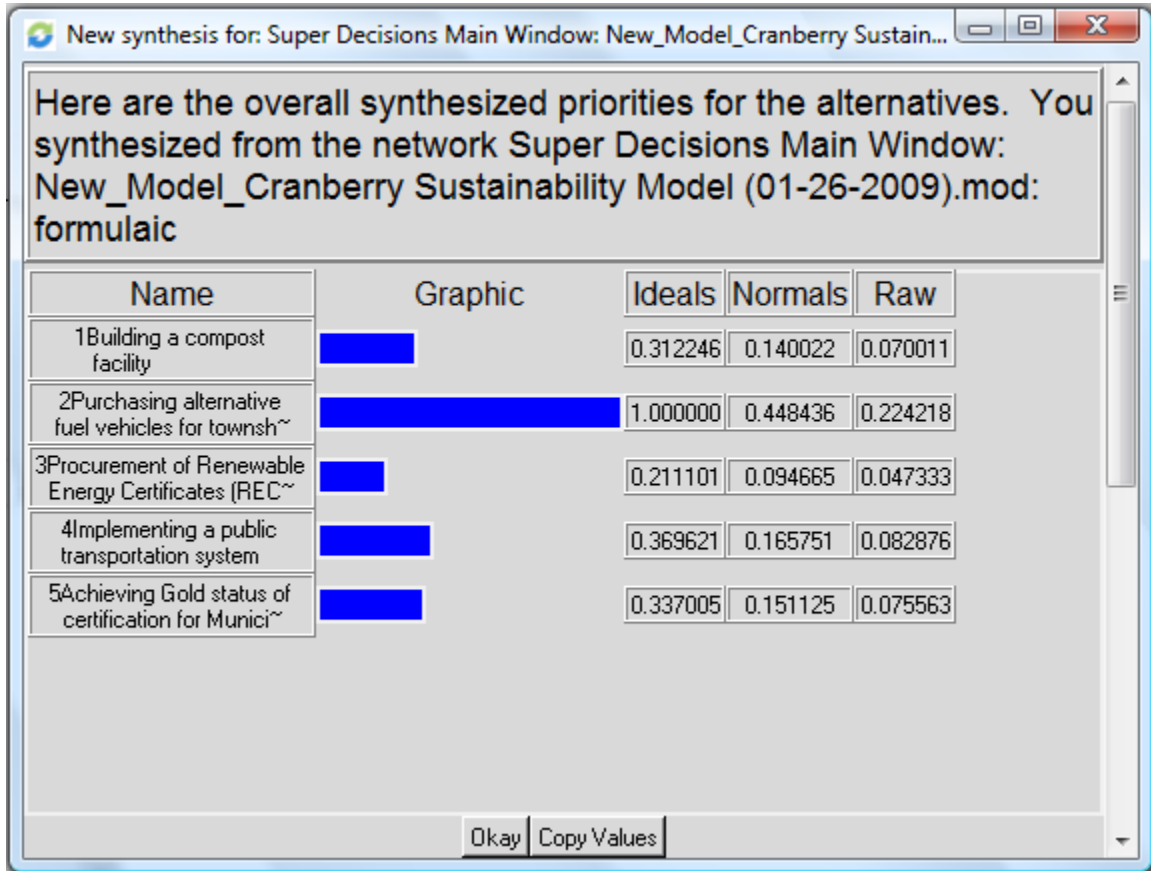 New synthesis for: Super Decisions Main Window: New_Model_Cranberry Sustain...
Here are the overall synthesized priorities for the alternatives. You
synthesized from the network Super Decisions Main Window:
New_Model_Cranberry Sustainability Model (01-26-2009).mod:
formulaic
Name Graphic Ideals Normals Raw
1Building a compost
facility
0.312246 0.140022 0.070011
2Purchasing alternative
fuel vehicles for townsh~
1.000000 0.448436 0.224218
3Procurement of Renewable
Energy Certificates (REC~
0.211101 0.094665 0.047333
4Implementing a public
transportation system
0.369621 0.165751 0.082876
5Achieving Gold status of
certification for Munici~
0.337005 0.151125 0.075563
Okay Copy Values